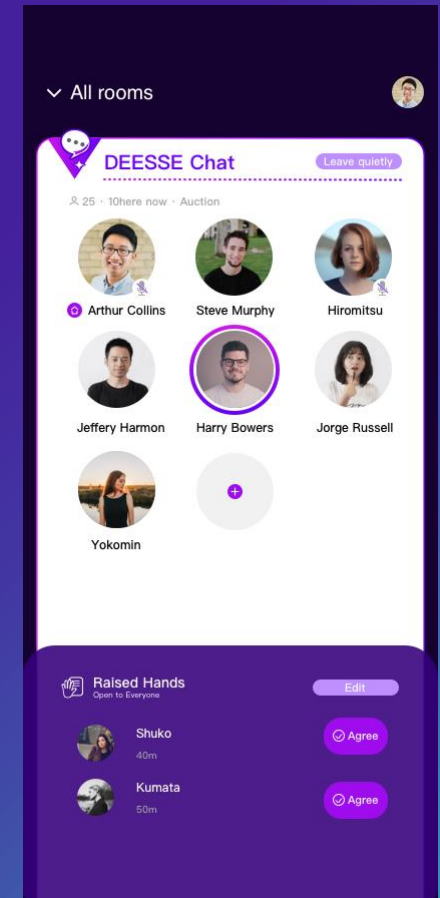 All rooms
DEESSE Chat
Leave quietly
25 · 10here now · Auction
Arthur Collins
Steve Murphy
Hiromitsu
Jeffery Harmon
Harry Bowers
Jorge Russell
Yokomin
Raised Hands
Edit
Open to Everyone
Shuko
Agree
40m
Kumata
Agree
50m